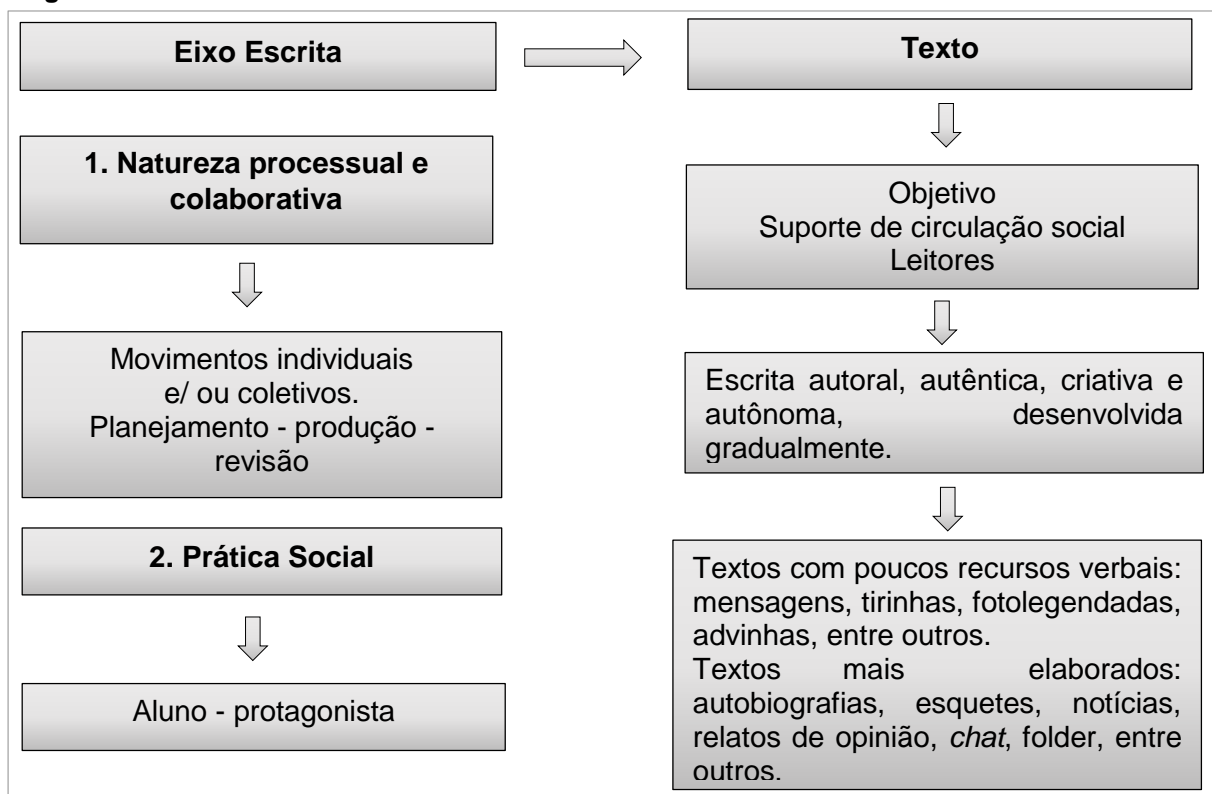 Eixo Escrita
1. Natureza processual e
colaborativa
Movimentos individuais
e/ ou coletivos.
Planejamento - produção -
revisão
2. Prática Social
Aluno - protagonista
Texto
Objetivo
Suporte de circulação social
Leitores
Escrita autoral, autêntica, criativa e
autônoma, desenvolvida
gradualmente.
Textos com poucos recursos verbais:
mensagens, tirinhas, fotolegendadas,
advinhas, entre outros.
Textos mais elaborados:
autobiografias, esquetes, notícias,
relatos de opinião, chat, folder, entre
outros.